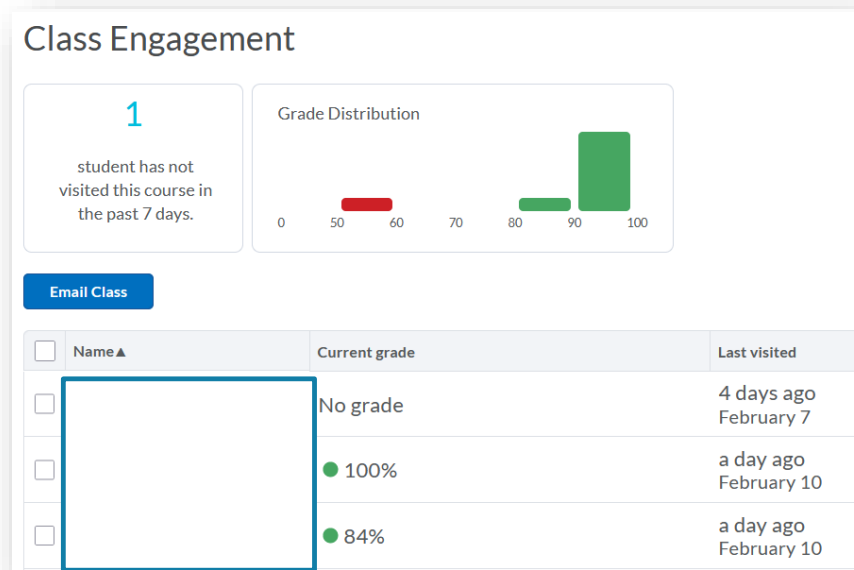 Class Engagement
1
student has not
visited this course in
the past 7 days.
Grade Distribution
0 50 60 70 80 90 100
Email Class
Name▲ Current grade Last visited
No grade 4 days ago
February 7
100% a day ago
February 10
84% a day ago
February 10